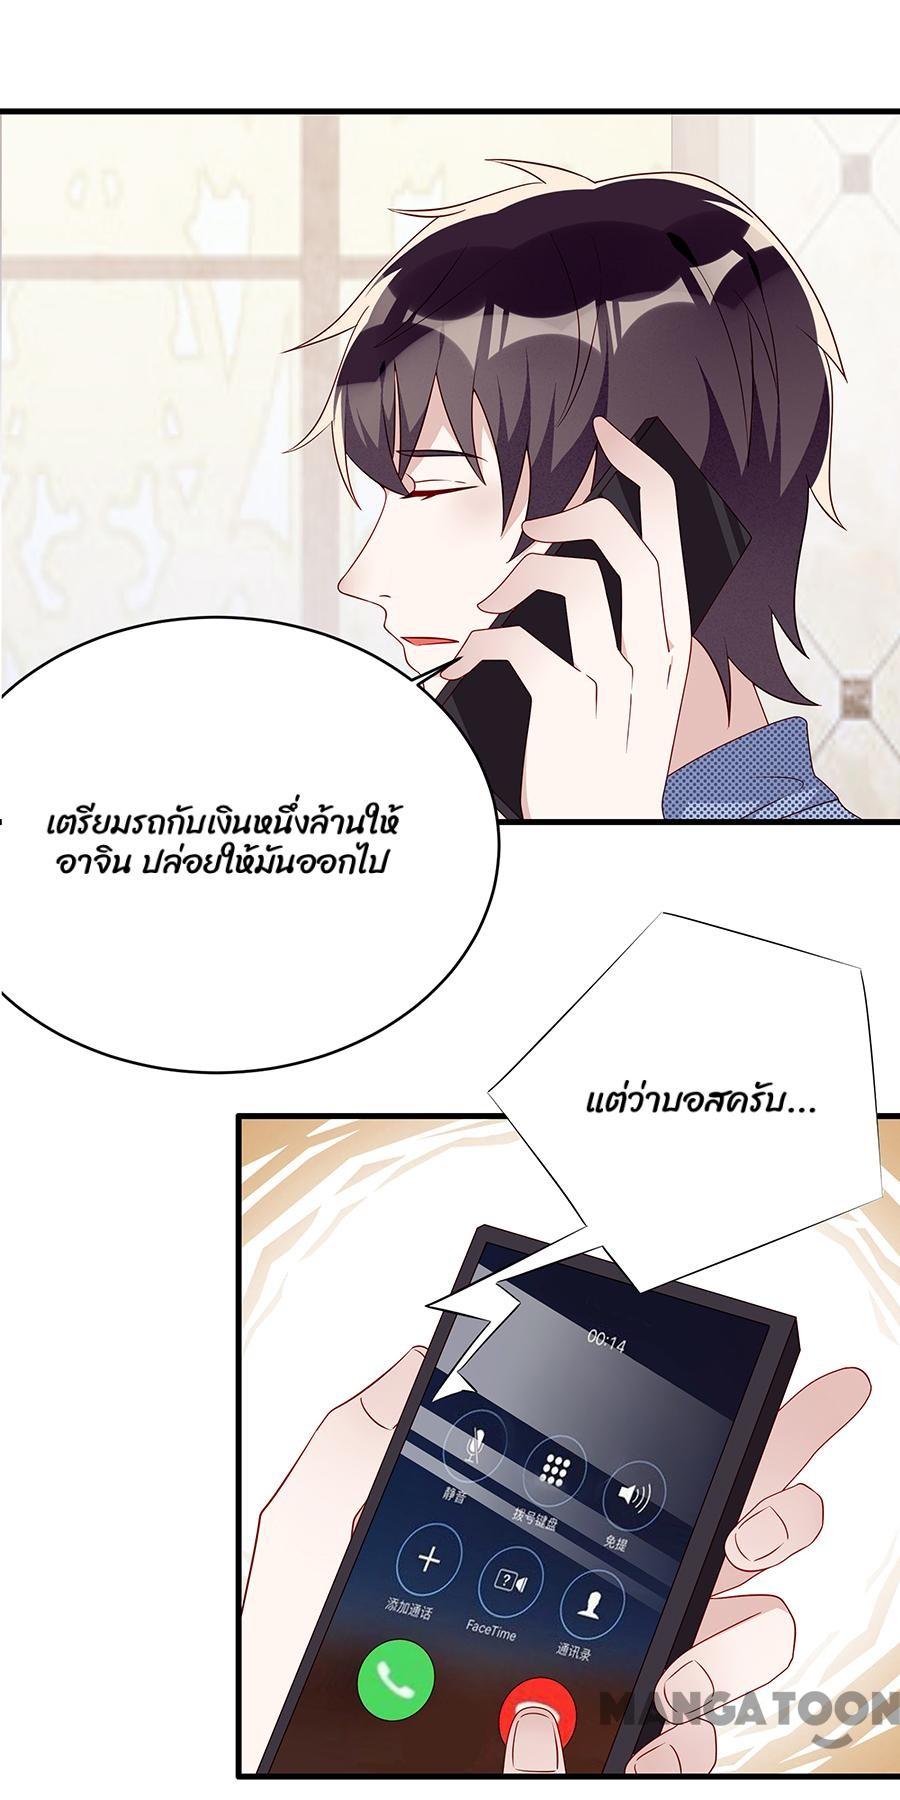 เตรียมรถกับเงินหนึ่งล้านให้
อาจิน ปล่อยให้มันออกไป
แต่ว่าบอสครับ...
00:14
静音
拨号键盘
免提
添加通话
FaceTime
通讯录
MANGATOON